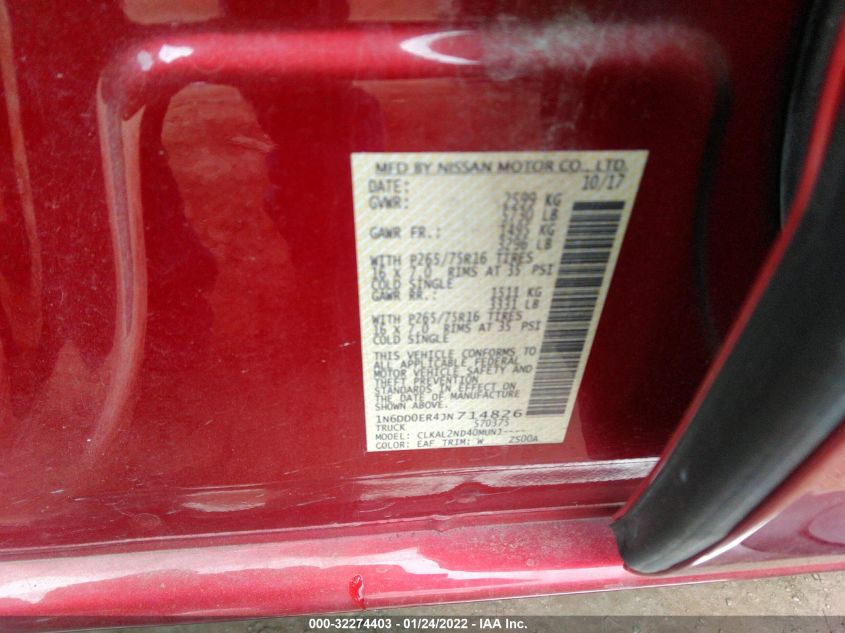 MFD BY NISSAN MOTOR CO., LTD.
DATE: 10/17
GVWR: 2599 KG
5730 LB
GAWR FR.: 1495 KG
3296 LB
WITH P265/75R16 TIRES
16 X 7.0 RIMS AT 35 PSI
COLD SINGLE
GAWR RR.: 1511 KG
3331 LB
WITH P265/75R16 TIRES
16 X 7.0 RIMS AT 35 PSI
COLD SINGLE
THIS VEHICLE CONFORMS TO
ALL APPLICABLE FEDERAL
MOTOR VEHICLE SAFETY AND
THEFT PREVENTION
STANDARDS IN EFFECT ON
THE DATE OF MANUFACTURE
SHOWN ABOVE.
1N6DD0ER4JN714826
TRUCK 570375
MODEL: CLKAL2ND40MUNJ----
COLOR: EAF TRIM: W 2S00A
000-32274403 - 01/24/2022 - IAA Inc.